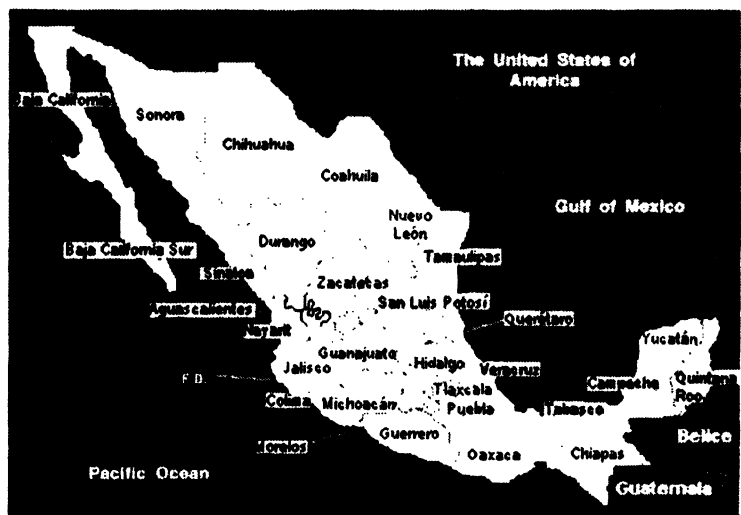 The United States of
America
Baja California
Sonora
Chihuahua
Coahuila
Gulf of Mexico
Nuevo
León
Durango
Baja California Sur
Tamaulipas
Sinaloa
Zacatecas
Aguascalientes
San Luis Potosí
Querétaro
Nayarit
Yucatán
Guanajuato
Hidalgo
Jalisco
Veracruz
F.D.
Campeche
Quintana
Roo
Tlaxcala
Colima
Michoacán
Puebla
Tabasco
Guerrero
Morelos
Belice
Oaxaca
Chiapas
Pacific Ocean
Guatemala